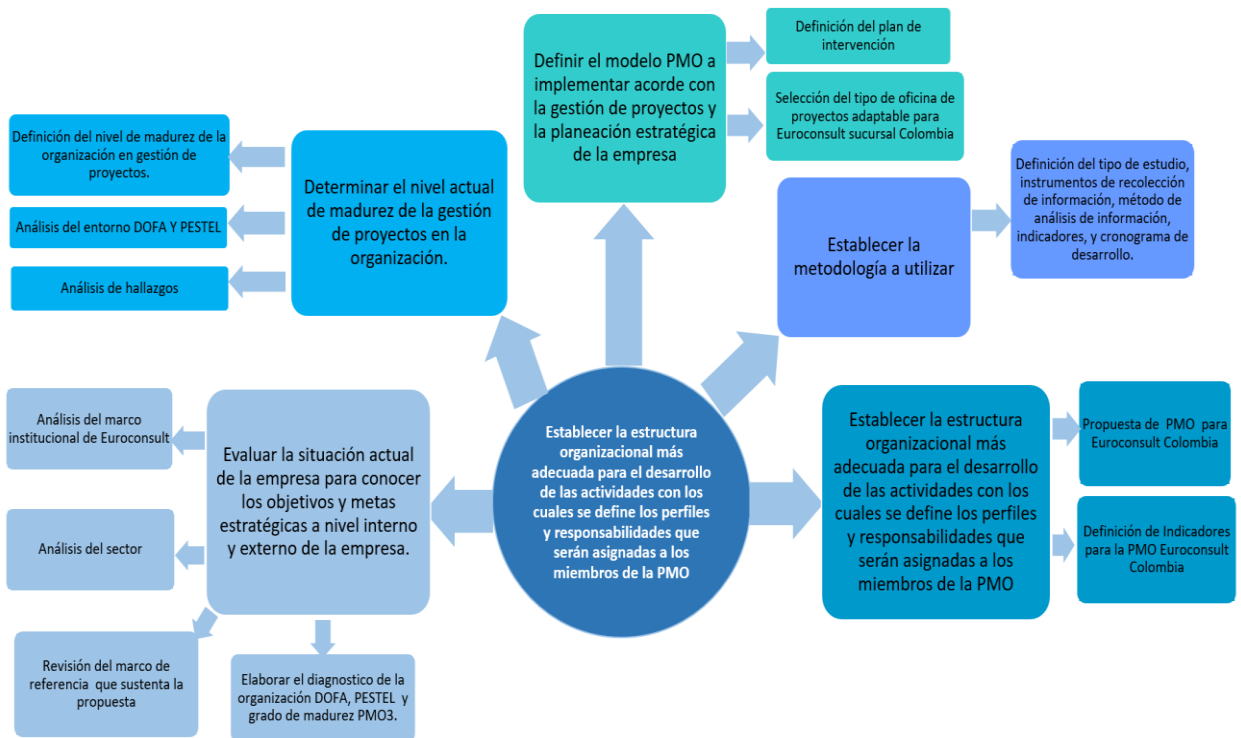 Definir el modelo PMO a
implementar acorde con
la gestión de proyectos y
la planeación estratégica
de la empresa
Definición del plan de
intervención
Selección del tipo de oficina de
proyectos adaptable para
Euroconsult sucursal Colombia
Definición del nivel de madurez de la
organización en gestión de
proyectos.
Análisis del entorno DOFA Y PESTEL
Análisis de hallazgos
Determinar el nivel actual
de madurez de la gestión
de proyectos en la
organización.
Establecer la
metodología a utilizar
Definición del tipo de estudio,
instrumentos de recolección
de información, método de
análisis de información,
indicadores, y cronograma de
desarrollo.
Análisis del marco
institucional de Euroconsult
Análisis del sector
Revisión del marco de
referencia que sustenta la
propuesta
Elaborar el diagnostico de la
organización DOFA, PESTEL y
grado de madurez PMO3.
Evaluar la situación actual
de la empresa para conocer
los objetivos y metas
estratégicas a nivel interno
y externo de la empresa.
Establecer la estructura
organizacional más
adecuada para el desarrollo
de las actividades con los
cuales se define los perfiles
y responsabilidades que
serán asignadas a los
miembros de la PMO
Establecer la estructura
organizacional más
adecuada para el desarrollo
de las actividades con los
cuales se define los perfiles
y responsabilidades que
serán asignadas a los
miembros de la PMO
Propuesta de PMO para
Euroconsult Colombia
Definición de Indicadores
para la PMO Euroconsult
Colombia